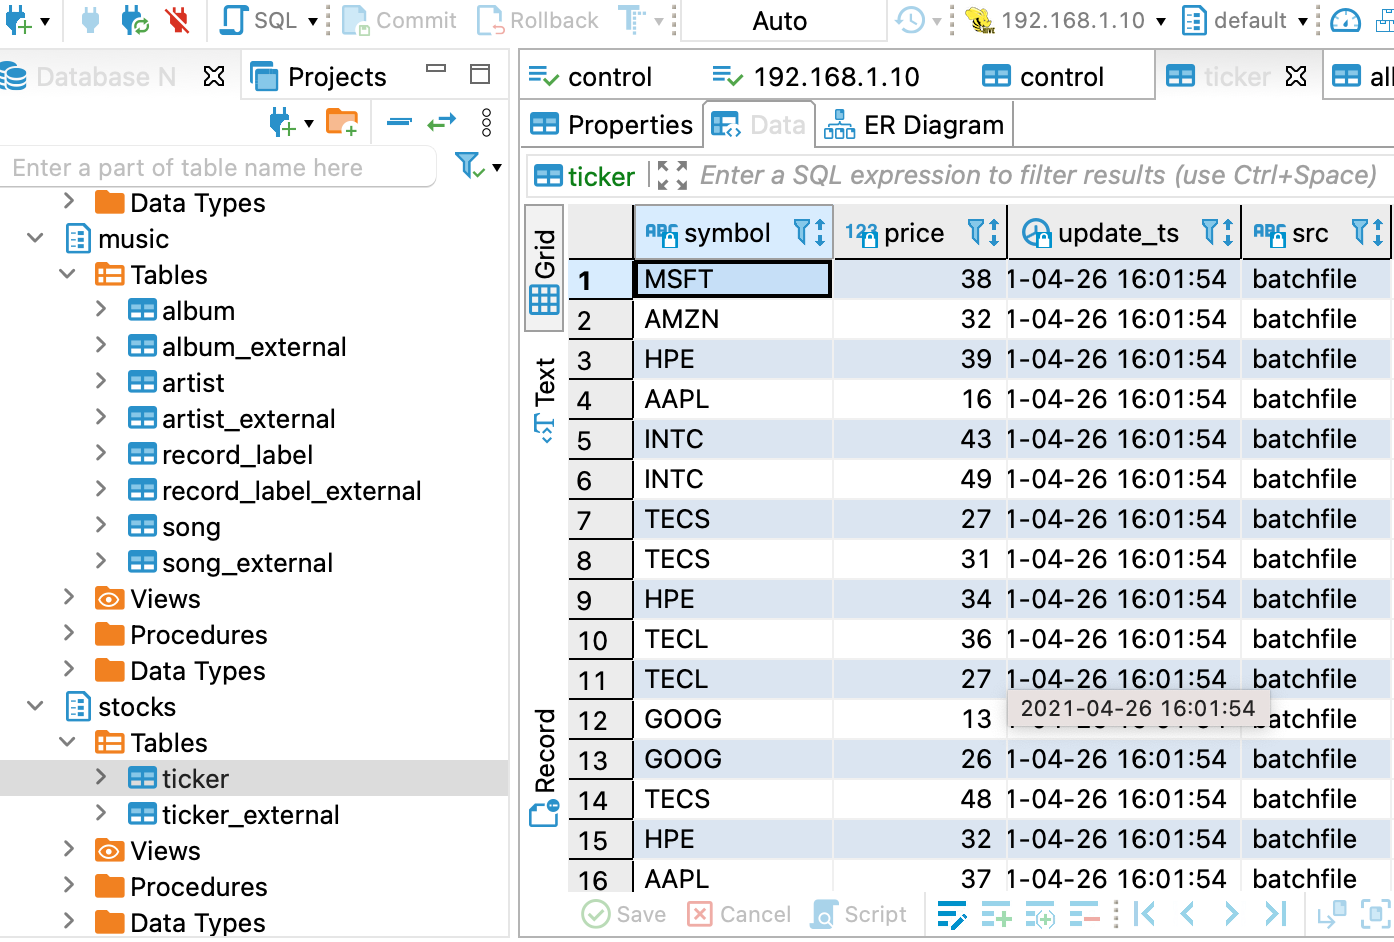 SQL Commit Rollback T Auto 192.168.1.10 default
Database N Projects
Enter a part of table name here
Data Types
music
Tables
album
album_external
artist
artist_external
record_label
record_label_external
song
song_external
Views
Procedures
Data Types
stocks
Tables
ticker
ticker_external
Views
Procedures
Data Types
control 192.168.1.10 control ticker
Properties Data ER Diagram
ticker Enter a SQL expression to filter results (use Ctrl+Space)
Grid
Text
Record
ABC symbol 123 price update_ts ABC src
1 MSFT 38 1-04-26 16:01:54 batchfile
2 AMZN 32 1-04-26 16:01:54 batchfile
3 HPE 39 1-04-26 16:01:54 batchfile
4 AAPL 16 1-04-26 16:01:54 batchfile
5 INTC 43 1-04-26 16:01:54 batchfile
6 INTC 49 1-04-26 16:01:54 batchfile
7 TECS 27 1-04-26 16:01:54 batchfile
8 TECS 31 1-04-26 16:01:54 batchfile
9 HPE 34 1-04-26 16:01:54 batchfile
10 TECL 36 1-04-26 16:01:54 batchfile
11 TECL 27 1-04-26 16:01:54 batchfile
2021-04-26 16:01:54
12 GOOG 13 batchfile
13 GOOG 26 1-04-26 16:01:54 batchfile
14 TECS 48 1-04-26 16:01:54 batchfile
15 HPE 32 1-04-26 16:01:54 batchfile
16 AAPL 37 1-04-26 16:01:54 batchfile
Save Cancel Script